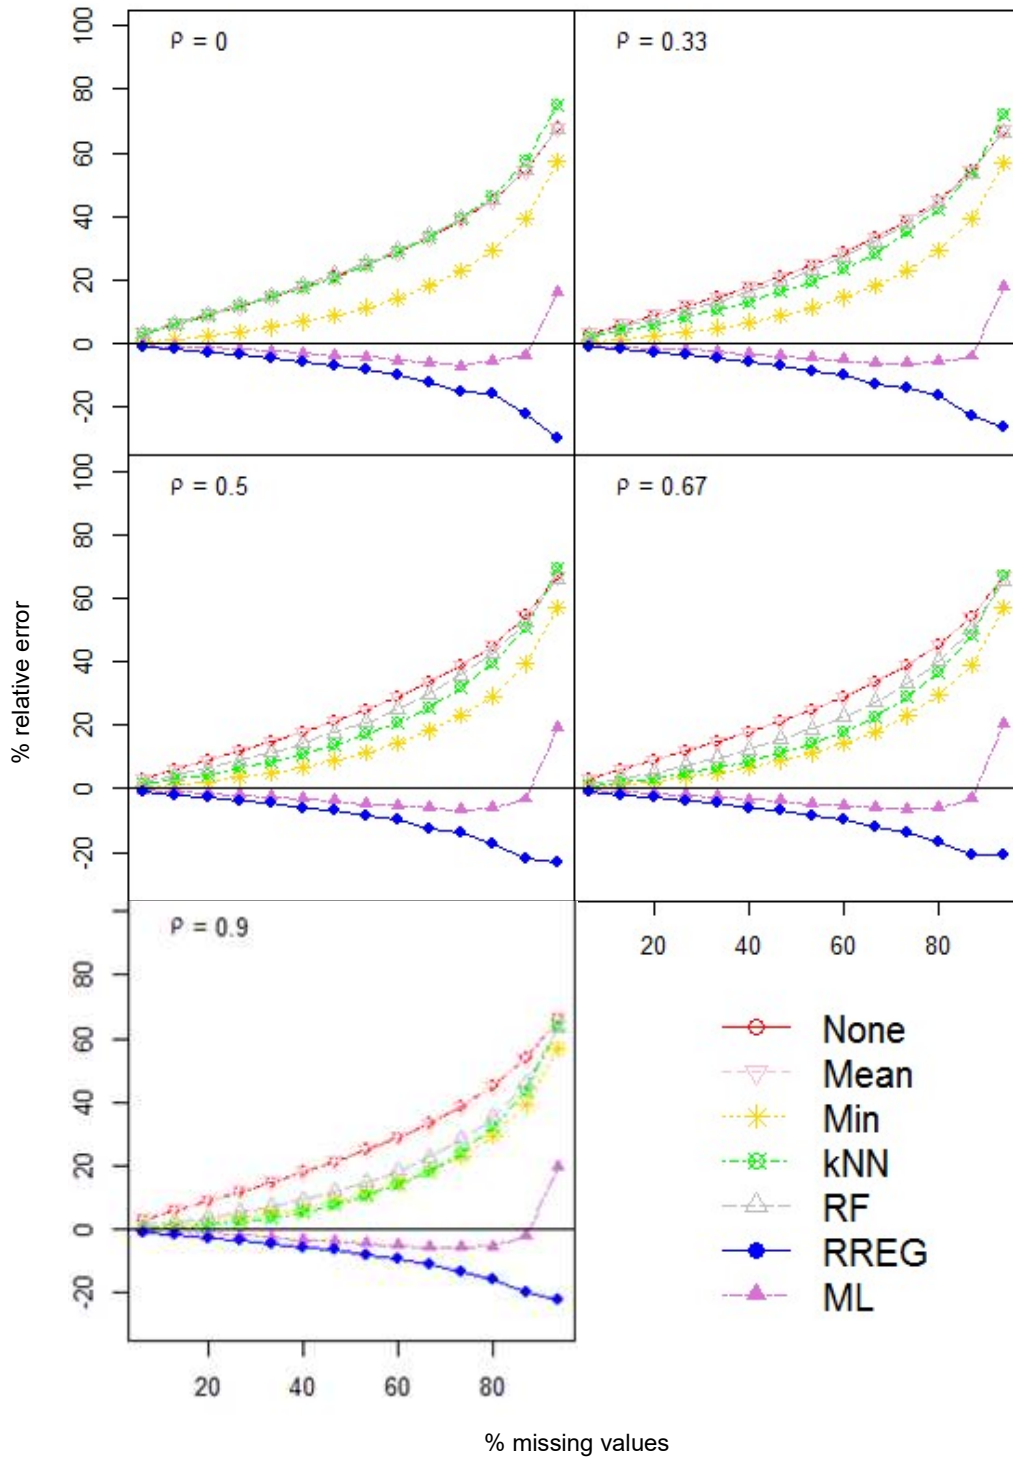 ρ = 0
ρ = 0.33
100
80
60
40
20
0
-20
ρ = 0.5
ρ = 0.67
100
80
60
40
20
0
-20
% relative error
20 40 60 80
ρ = 0.9
80
60
40
20
0
-20
20 40 60 80
None
Mean
Min
kNN
RF
RREG
ML
% missing values